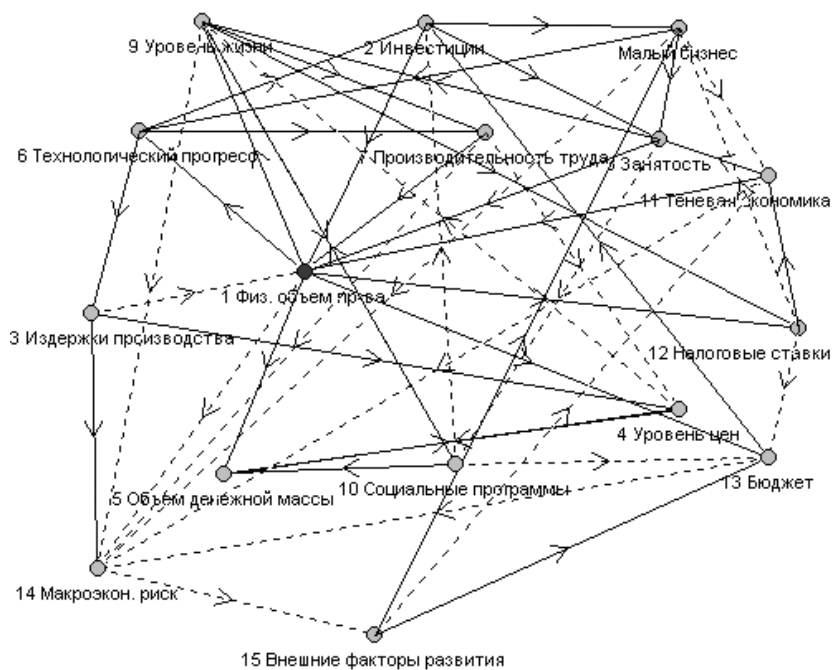 9 Уровень жизни
2 Инвестиции
Малый бизнес
6 Технологический прогресс
Производительность труда
Занятость
11 Теневая экономика
1 Физ. объем пр-ва
3 Издержки производства
12 Налоговые ставки
4 Уровень цен
13 Бюджет
5 Объем денежной массы
10 Социальные программы
14 Макроэкон. риск
15 Внешние факторы развития